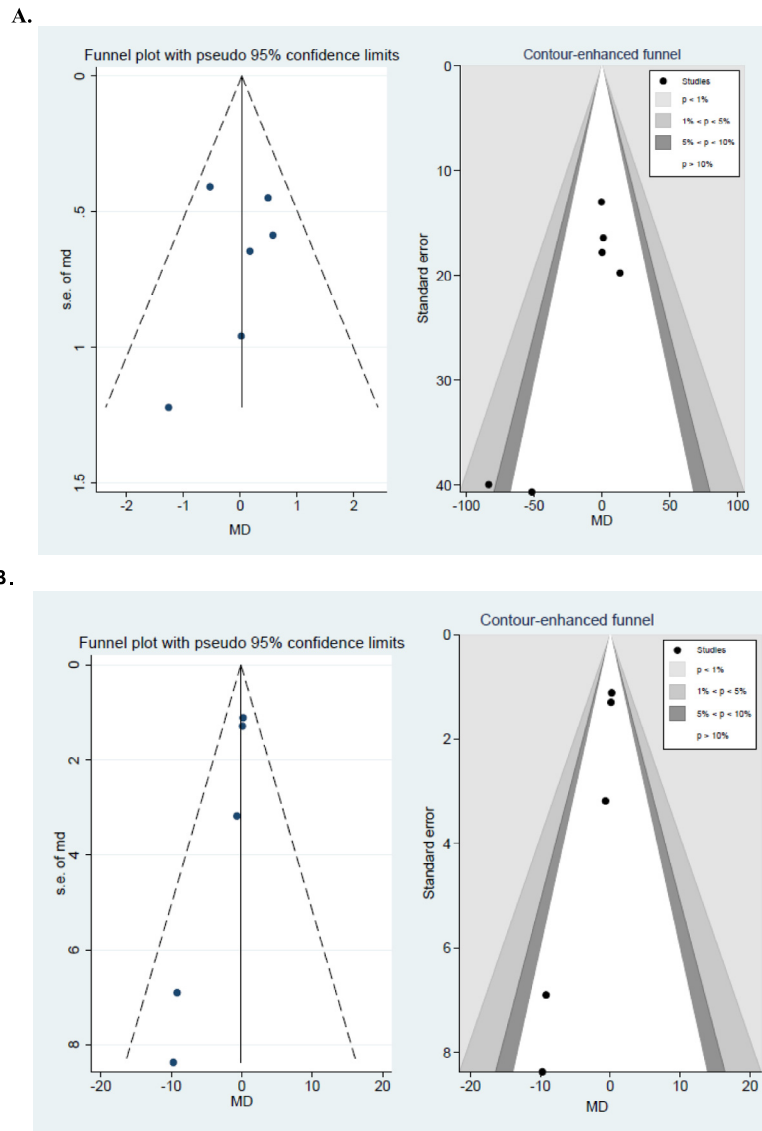 A.
Funnel plot with pseudo 95% confidence limits
0
.5
1
1.5
s.e. of md
-2
-1
0
1
2
MD
Contour-enhanced funnel
Studies
p < 1%
1% < p < 5%
5% < p < 10%
p > 10%
0
10
20
30
40
Standard error
-100
-50
0
50
100
MD
B.
Funnel plot with pseudo 95% confidence limits
0
2
4
6
8
s.e. of md
-20
-10
0
10
20
MD
Contour-enhanced funnel
Studies
p < 1%
1% < p < 5%
5% < p < 10%
p > 10%
0
2
4
6
8
Standard error
-20
-10
0
10
20
MD